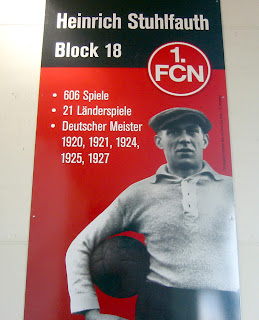 Heinrich Stuhlfauth
Block 18
1.
FCN
• 606 Spiele
• 21 Länderspiele
• Deutscher Meister
1920, 1921, 1924,
1925, 1927